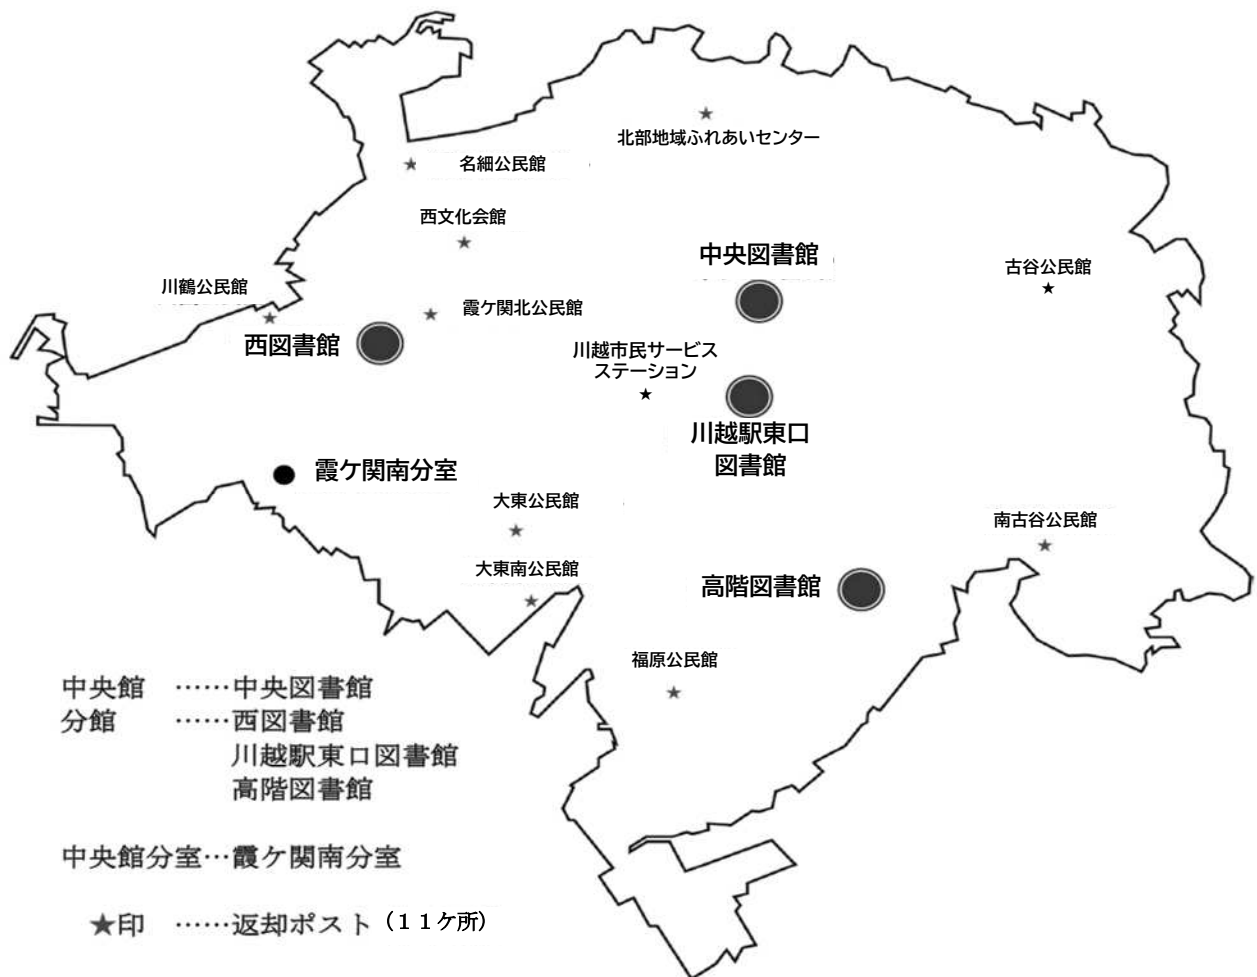 北部地域ふれあいセンター
名細公民館
西文化会館
中央図書館
古谷公民館
川鶴公民館
霞ケ関北公民館
西図書館
川越市民サービス
ステーション
川越駅東口
図書館
霞ケ関南分室
大東公民館
南古谷公民館
大東南公民館
高階図書館
福原公民館
中央館 ……中央図書館
分館 ……西図書館
川越駅東口図書館
高階図書館
中央館分室…霞ケ関南分室
★印 ……返却ポスト（１１ケ所）